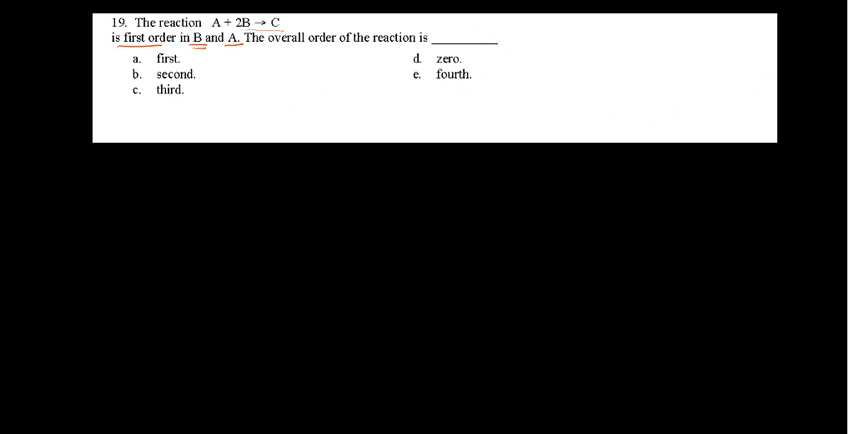 19. The reaction A + 2B → C
is first order in B and A. The overall order of the reaction is __________
a. first.
b. second.
c. third.
d. zero.
e. fourth.